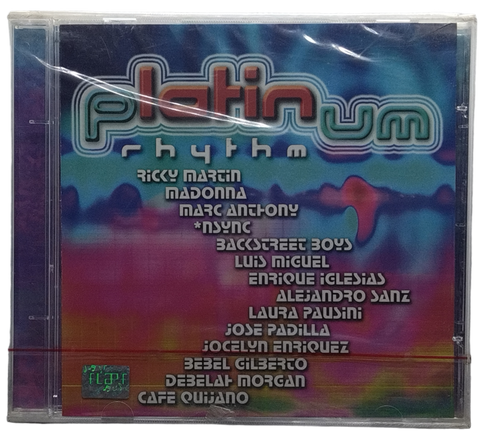 platinum
rhythm
RICKY MARTIN
MADONNA
MARC ANTHONY
*NSYNC
BACKSTREET BOYS
LUIS MIGUEL
ENRIQUE IGLESIAS
ALEJANDRO SANZ
LAURA PAUSINI
JOSE PADILLA
JOCELYN ENRIQUEZ
BEBEL GILBERTO
DEBELAH MORGAN
CAFE QUIJANO